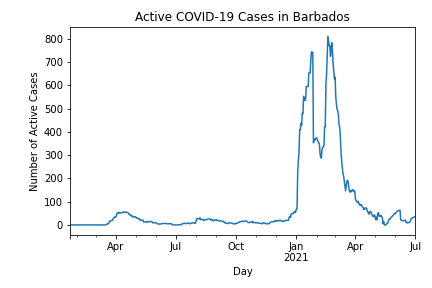 Active COVID-19 Cases in Barbados
Number of Active Cases
800
700
600
500
400
300
200
100
0
Apr Jul Oct Jan Apr Jul
2021
Day